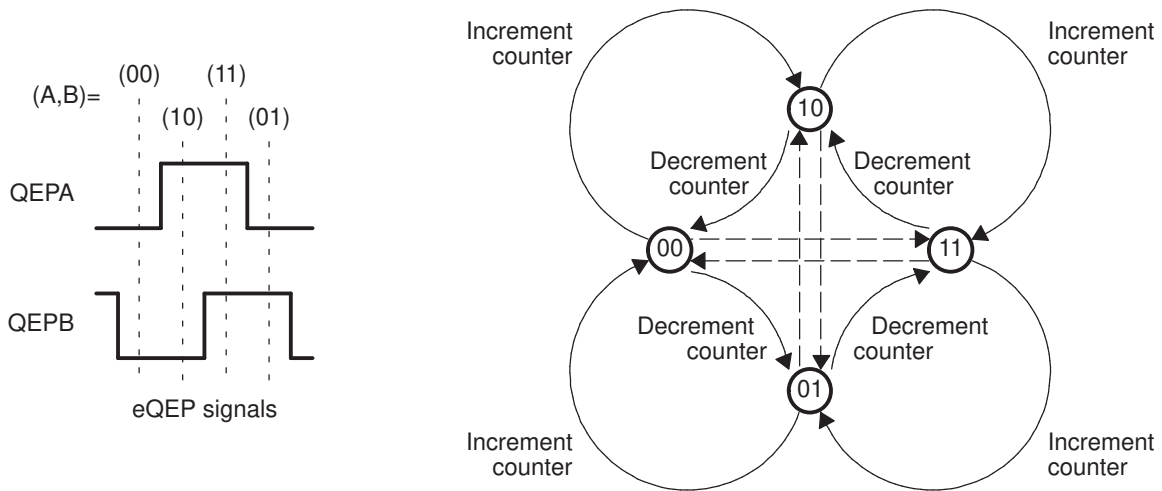 (A,B)=
(00)
(11)
(10)
(01)
QEPA
QEPB
eQEP signals
Increment
counter
Increment
counter
10
Decrement
counter
Decrement
counter
00
11
Decrement
counter
Decrement
counter
01
Increment
counter
Increment
counter